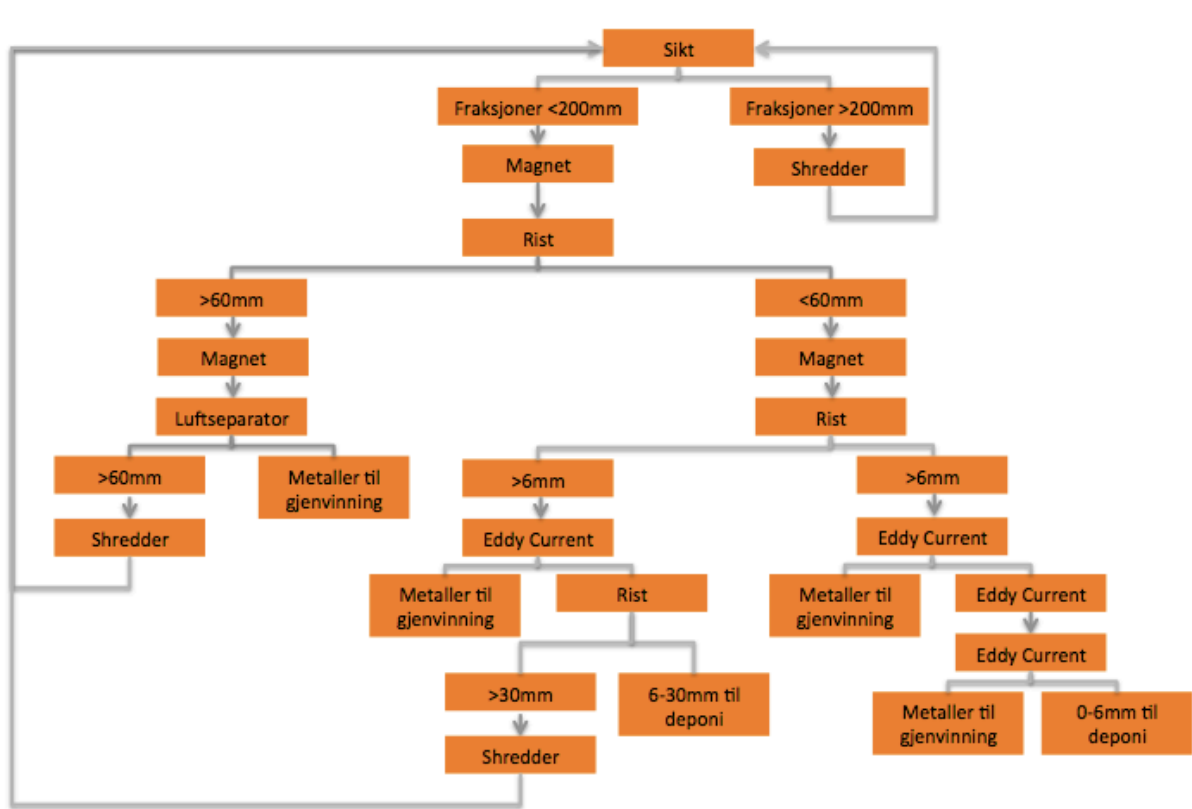 Sikt
Fraksjoner <200mm
Fraksjoner >200mm
Magnet
Shredder
Rist
>60mm
<60mm
Magnet
Magnet
Luftseparator
Rist
>60mm
Metaller til
gjenvinning
>6mm
>6mm
Shredder
Eddy Current
Eddy Current
Metaller til
gjenvinning
Rist
Metaller til
gjenvinning
Eddy Current
Eddy Current
>30mm
6-30mm til
deponi
Metaller til
gjenvinning
0-6mm til
deponi
Shredder